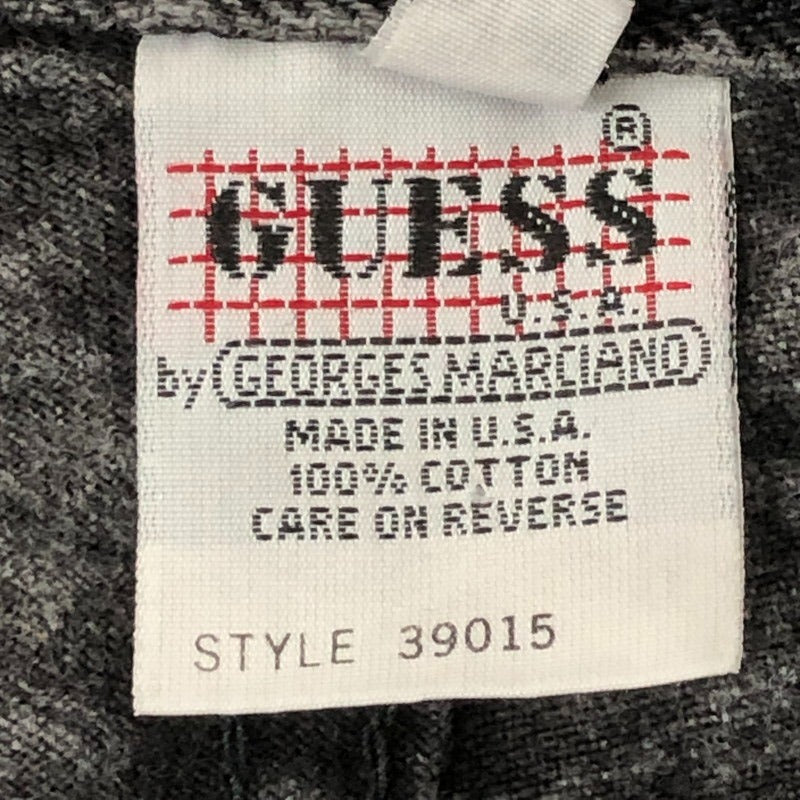 ®
GUESS
U.S.A.
by GEORGES MARCIANO
MADE IN U.S.A.
100% COTTON
CARE ON REVERSE
STYLE 39015